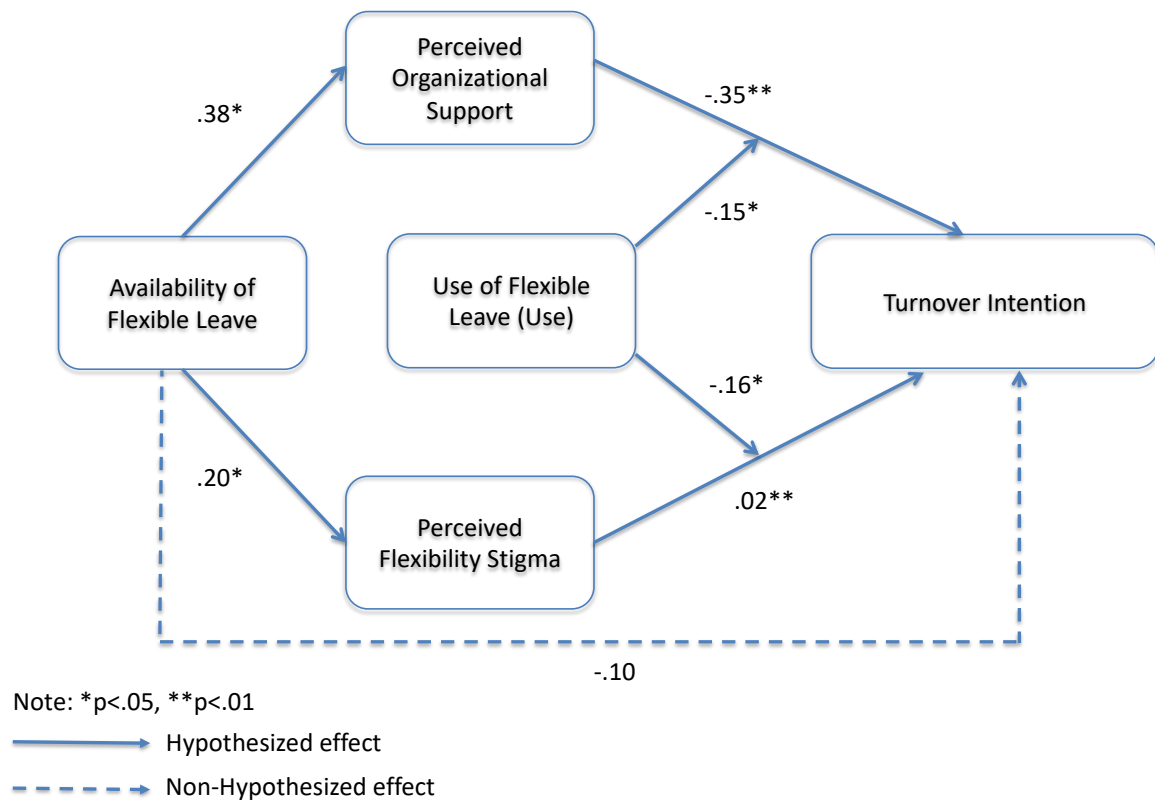 Perceived
Organizational
Support
.38*
-.35**
-.15*
Availability of
Flexible Leave
Use of Flexible
Leave (Use)
Turnover Intention
-.16*
.20*
.02**
Perceived
Flexibility Stigma
-.10
Note: *p<.05, **p<.01
Hypothesized effect
Non-Hypothesized effect